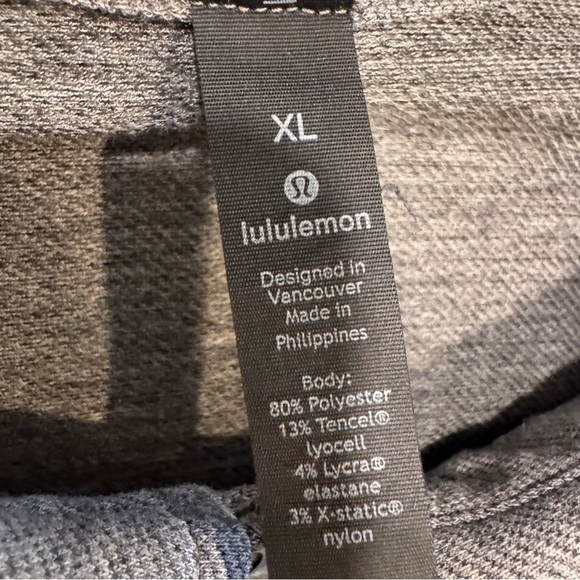 XL
lululemon
Designed in
Vancouver
Made in
Philippines
Body:
80% Polyester
13% Tencel®
lyocell
4% Lycra®
elastane
3% X-static®
nylon